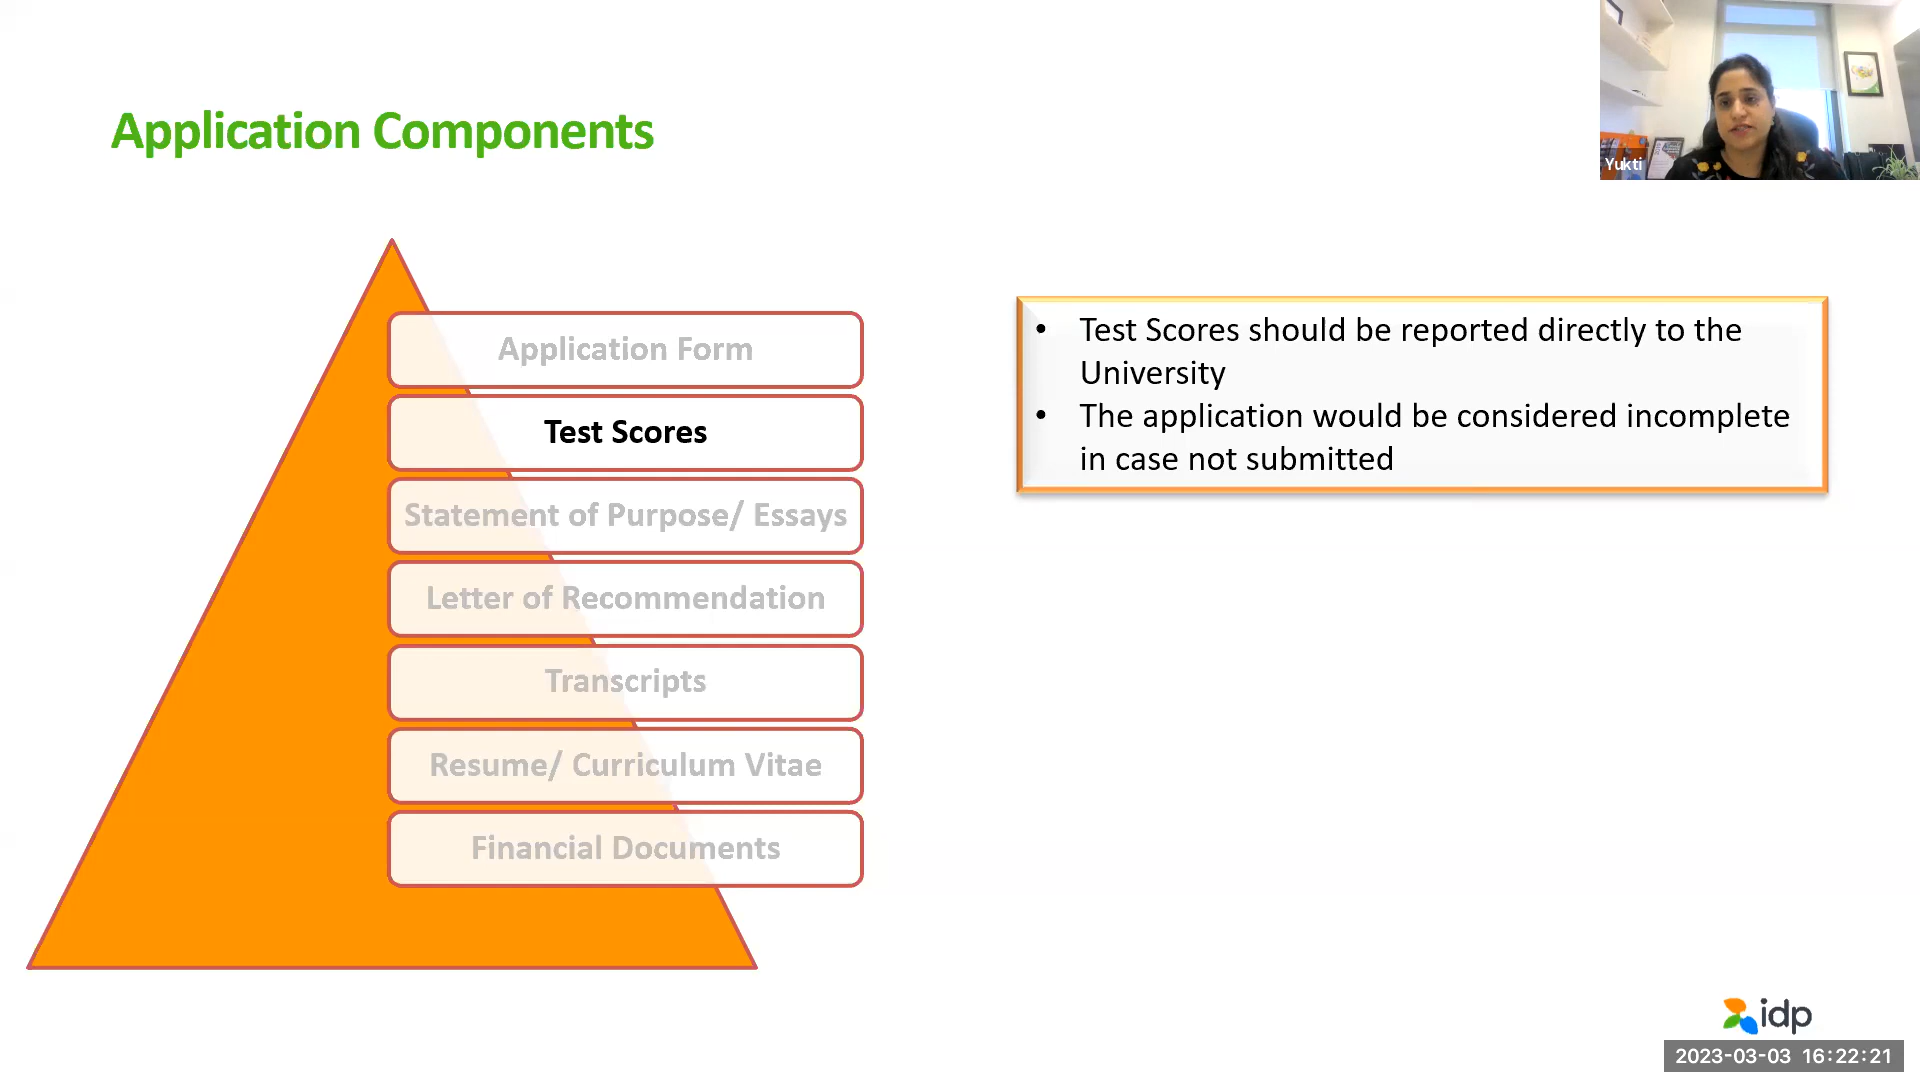 Application Components
Yukti
Application Form
Test Scores
Statement of Purpose/ Essays
Letter of Recommendation
Transcripts
Resume/ Curriculum Vitae
Financial Documents
• Test Scores should be reported directly to the
University
• The application would be considered incomplete
in case not submitted
idp
2023-03-03 16:22:21